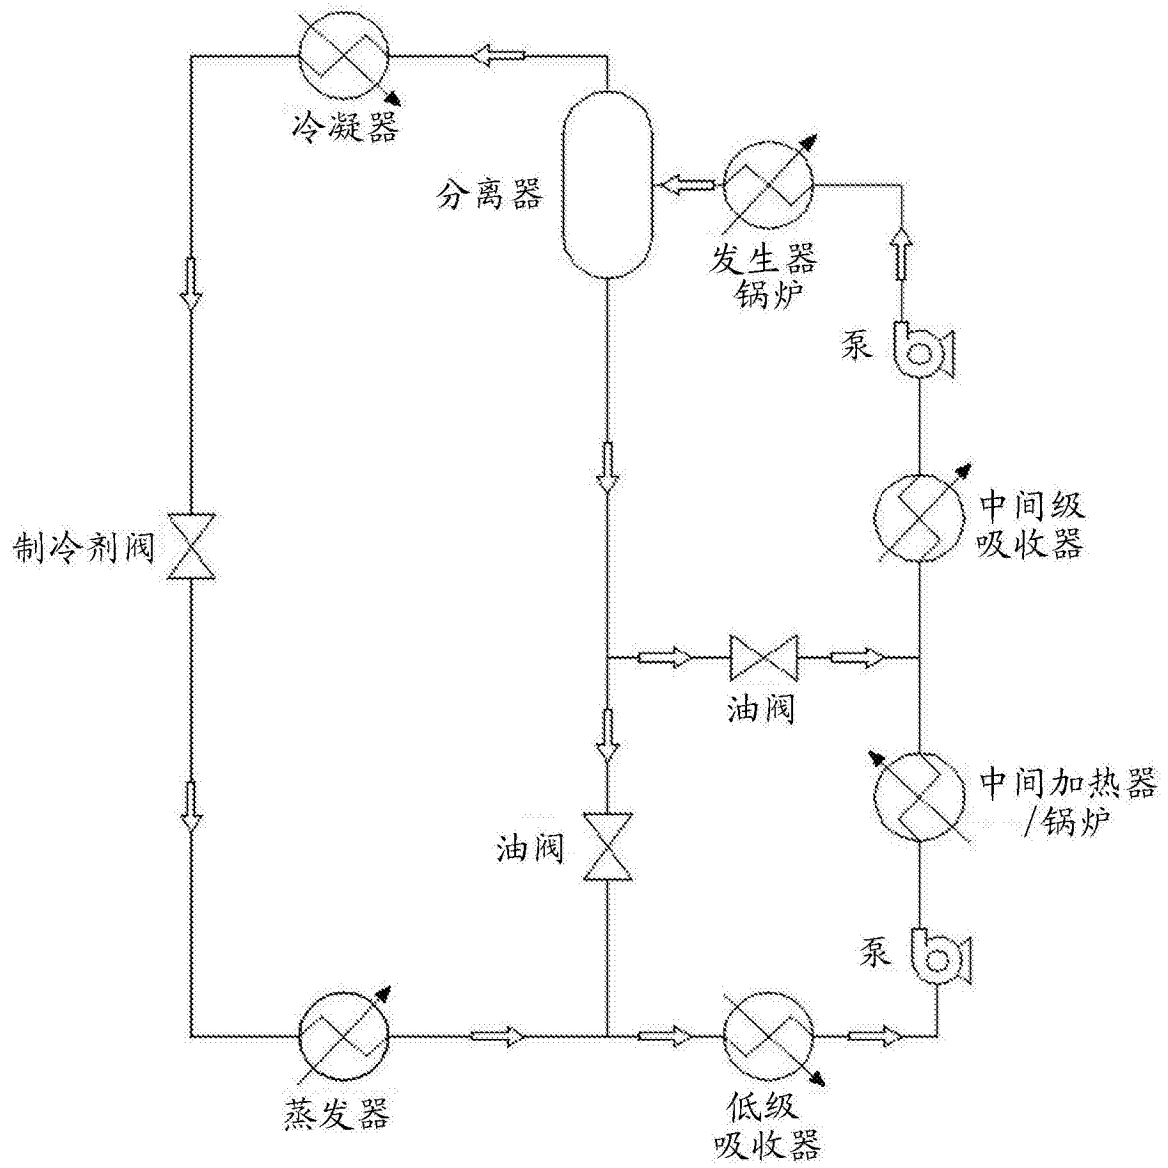 冷凝器
分离器
发生器
锅炉
泵
中间级
吸收器
制冷剂阀
油阀
中间加热器
/锅炉
油阀
泵
蒸发器
低级
吸收器